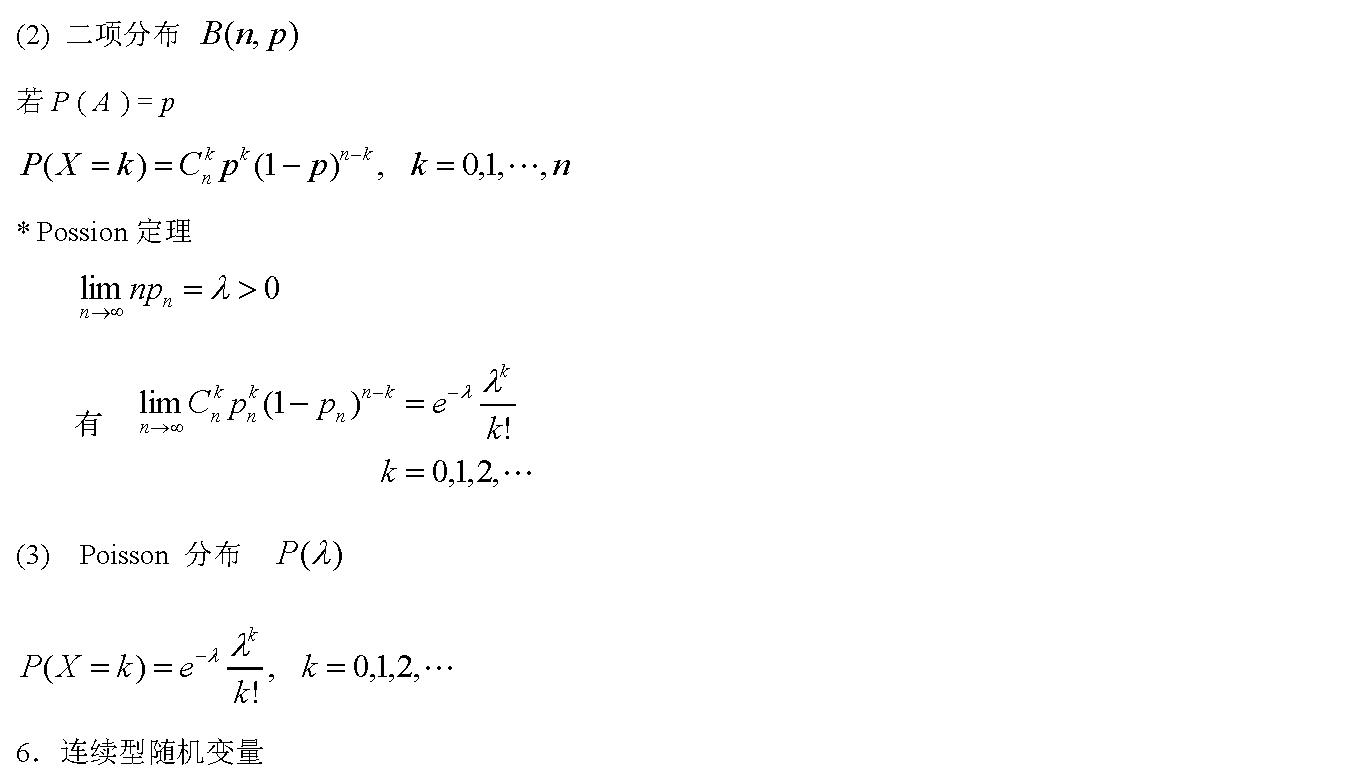 (2) 二项分布 B(n, p)
若 P ( A ) = p
P(X = k) = C_n^k p^k (1 − p)^{n−k} , k = 0,1,⋯, n
* Possion 定理
lim_{n→∞} np_n = λ > 0
有 lim_{n→∞} C_n^k p_n^k (1 − p_n)^{n−k} = e^{−λ} \frac{λ^k}{k!}
k = 0,1,2,⋯
(3) Poisson 分布 P(λ)
P(X = k) = e^{−λ} \frac{λ^k}{k!}, k = 0,1,2,⋯
6. 连续型随机变量